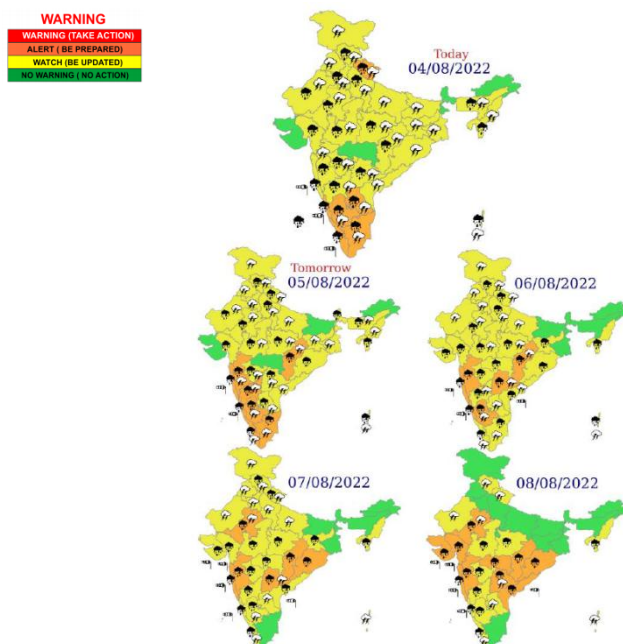 WARNING
WARNING (TAKE ACTION)
ALERT ( BE PREPARED)
WATCH (BE UPDATED)
NO WARNING ( NO ACTION)
Today
04/08/2022
Tomorrow
05/08/2022
06/08/2022
07/08/2022
08/08/2022